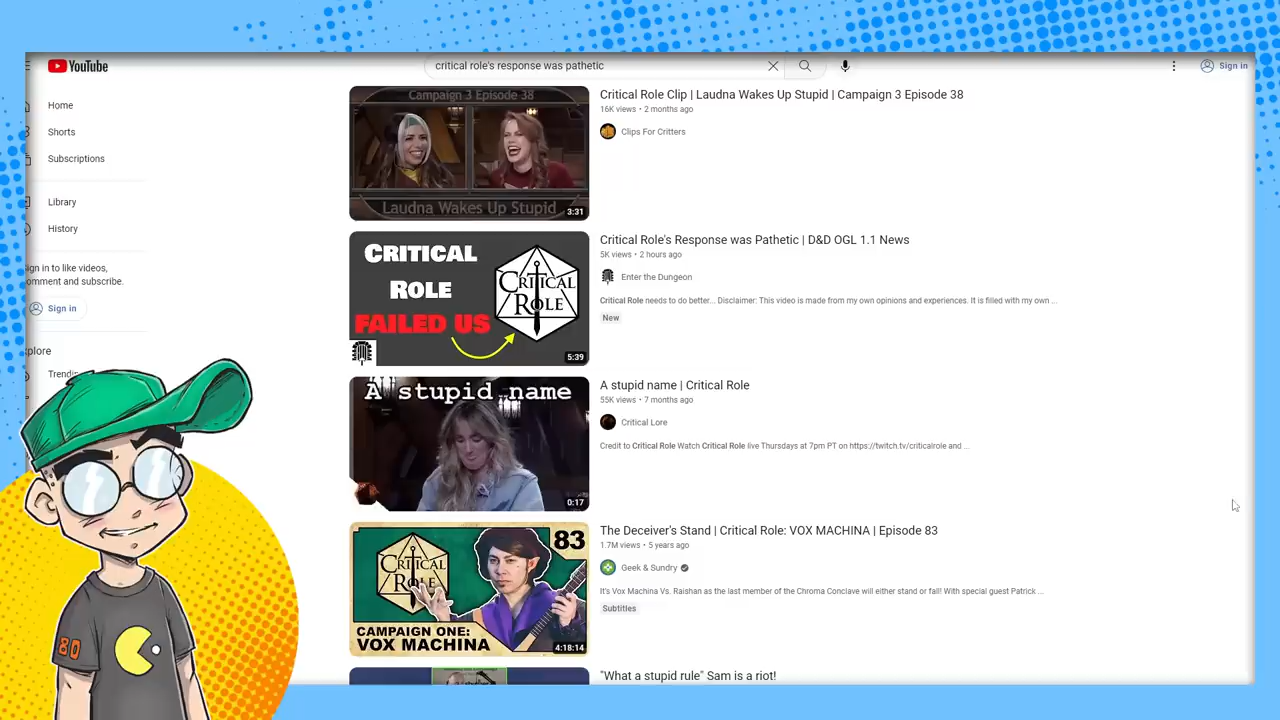 YouTube
critical role's response was pathetic
Sign in
Home
Shorts
Subscriptions
Library
History
ign in to like videos,
omment and subscribe.
Sign in
plore
Trendin
Campaign 3 Episode 38
Laudna Wakes Up Stupid
3:31
Critical Role Clip | Laudna Wakes Up Stupid | Campaign 3 Episode 38
16K views • 2 months ago
Clips For Critters
CRITICAL
ROLE
FAILED US
CRITICAL
ROLE
5:39
Critical Role's Response was Pathetic | D&D OGL 1.1 News
5K views • 2 hours ago
Enter the Dungeon
Critical Role needs to do better... Disclaimer: This video is made from my own opinions and experiences. It is filled with my own ...
New
A stupid name
0:17
A stupid name | Critical Role
55K views • 7 months ago
Critical Lore
Credit to Critical Role Watch Critical Role live Thursdays at 7pm PT on https://twitch.tv/criticalrole and ...
83
CRITICAL
ROLE
CAMPAIGN ONE:
VOX MACHINA
4:18:14
The Deceiver's Stand | Critical Role: VOX MACHINA | Episode 83
1.7M views • 5 years ago
Geek & Sundry
It's Vox Machina Vs. Raishan as the last member of the Chroma Conclave will either stand or fall! With special guest Patrick ...
Subtitles
"What a stupid rule" Sam is a riot!
80